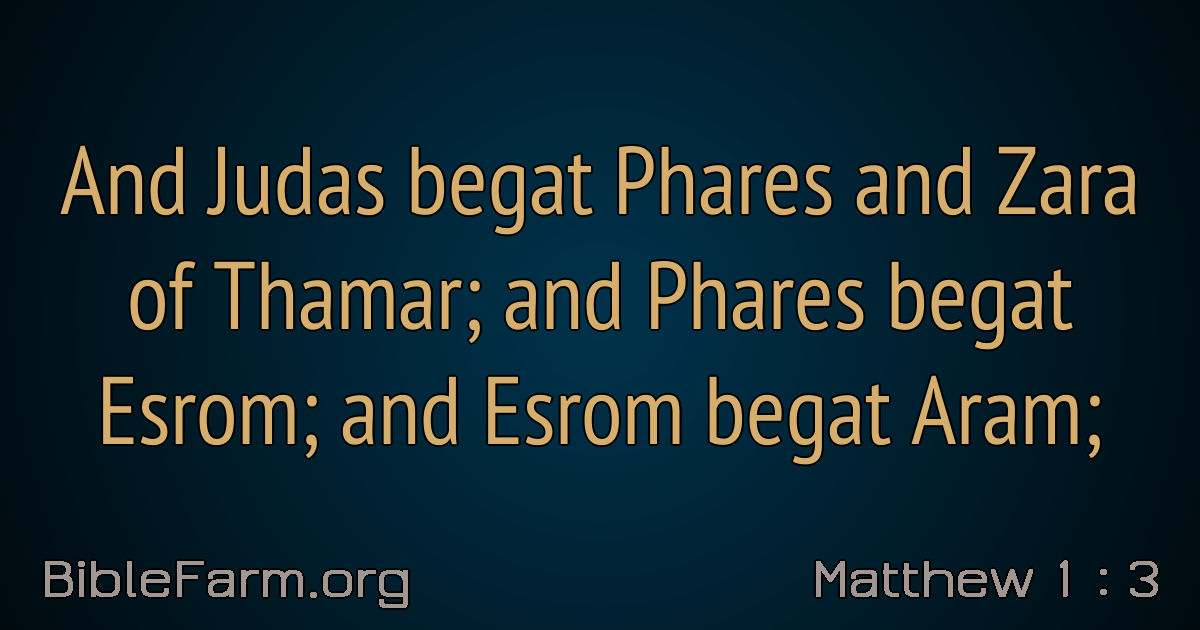 And Judas begat Phares and Zara
of Thamar; and Phares begat
Esrom; and Esrom begat Aram;
BibleFarm.org
Matthew 1 : 3